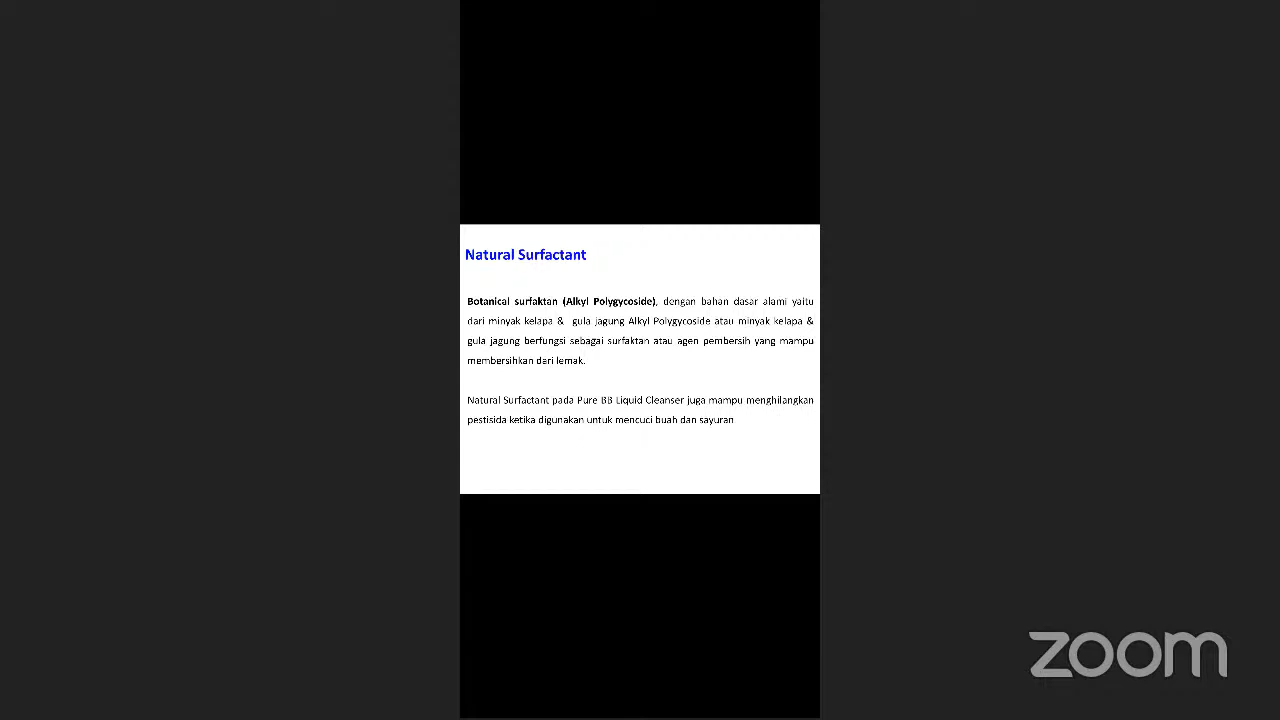 Natural Surfactant
Botanical surfaktan (Alkyl Polygycoside), dengan bahan dasar alami yaitu
dari minyak kelapa & gula jagung Alkyl Polygycoside atau minyak kelapa &
gula jagung berfungsi sebagai surfaktan atau agen pembersih yang mampu
membersihkan dari lemak.
Natural Surfactant pada Pure BB Liquid Cleanser juga mampu menghilangkan
pestisida ketika digunakan untuk mencuci buah dan sayuran
zoom